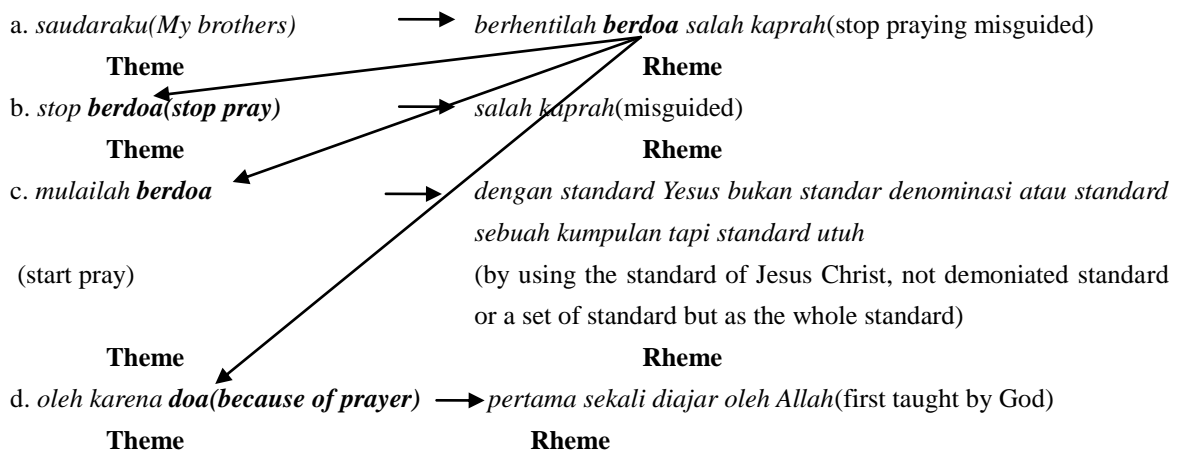 a. saudaraku(My brothers) berhentilah berdoa salah kaprah(stop praying misguided)
Theme Rheme
b. stop berdoa(stop pray) salah kaprah(misguided)
Theme Rheme
c. mulailah berdoa dengan standard Yesus bukan standar denominasi atau standard
sebuah kumpulan tapi standard utuh
(start pray) (by using the standard of Jesus Christ, not demoniated standard
or a set of standard but as the whole standard)
Theme Rheme
d. oleh karena doa(because of prayer) pertama sekali diajar oleh Allah(first taught by God)
Theme Rheme